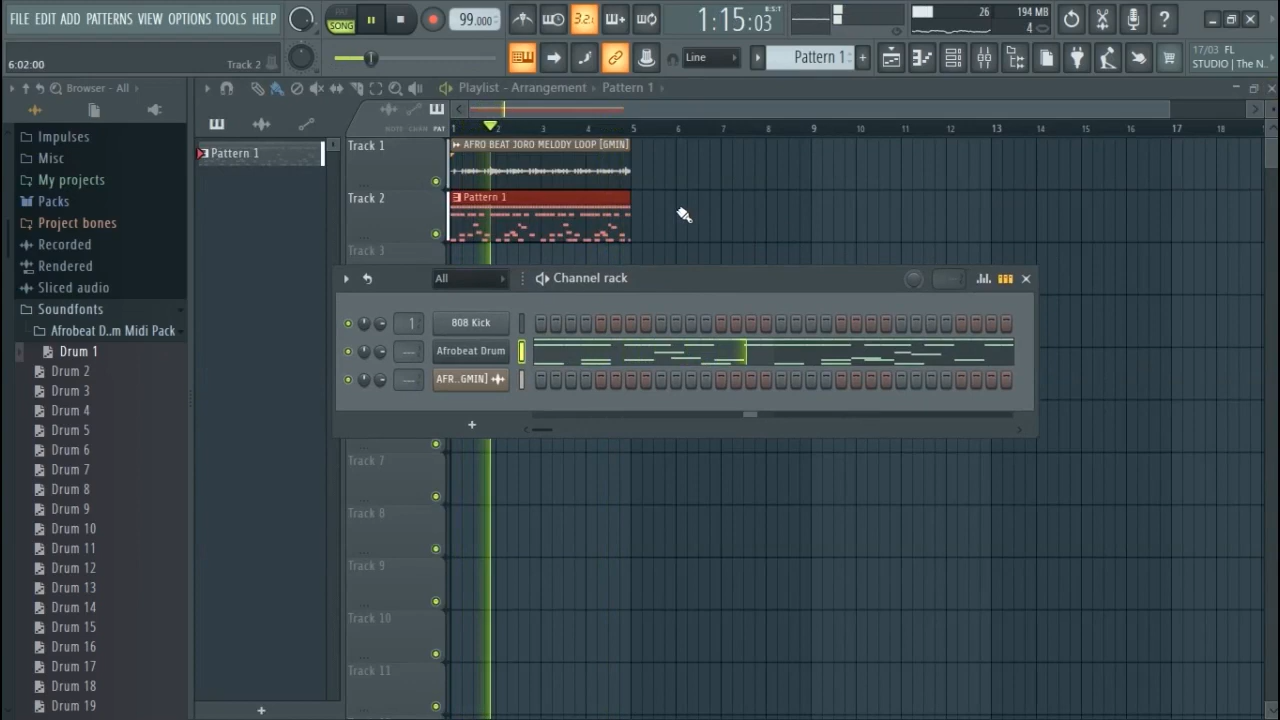 FILE EDIT ADD PATTERNS VIEW OPTIONS TOOLS HELP
PAT
SONG
99.000
3.2.
1:15:03
B:S:T
26
194 MB
4
6:02:00
Track 2
Line
Pattern 1
17/03 FL
STUDIO | The N..
Browser - All
Playlist - Arrangement
Pattern 1
NOTE CHAN PAT
1 2 3 4 5 6 7 8 9 10 11 12 13 14 15 16 17 18
Impulses
Misc
My projects
Packs
Project bones
Recorded
Rendered
Sliced audio
Soundfonts
Afrobeat D..m Midi Pack
Drum 1
Drum 2
Drum 3
Drum 4
Drum 5
Drum 6
Drum 7
Drum 8
Drum 9
Drum 10
Drum 11
Drum 12
Drum 13
Drum 14
Drum 15
Drum 16
Drum 17
Drum 18
Drum 19
Pattern 1
Track 1
AFRO BEAT JORO MELODY LOOP [GMIN]
Track 2
Pattern 1
Track 3
All
Channel rack
1
808 Kick
Afrobeat Drum
AFR..GMIN]
Track 7
Track 8
Track 9
Track 10
Track 11